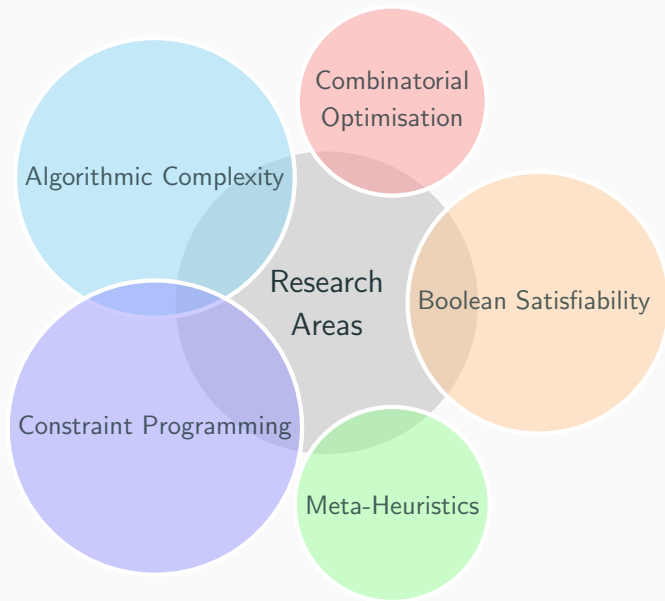 Combinatorial
Optimisation
Algorithmic Complexity
Research
Areas
Boolean Satisfiability
Constraint Programming
Meta-Heuristics